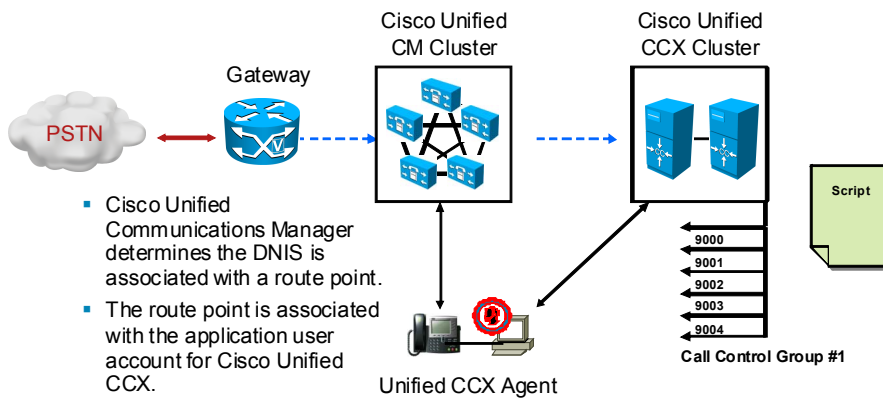 Cisco Unified
CM Cluster
Cisco Unified
CCX Cluster
Gateway
PSTN
V
Script
▪ Cisco Unified
Communications Manager
determines the DNIS is
associated with a route point.
▪ The route point is associated
with the application user
account for Cisco Unified
CCX.
9000
9001
9002
9003
9004
Call Control Group #1
Unified CCX Agent